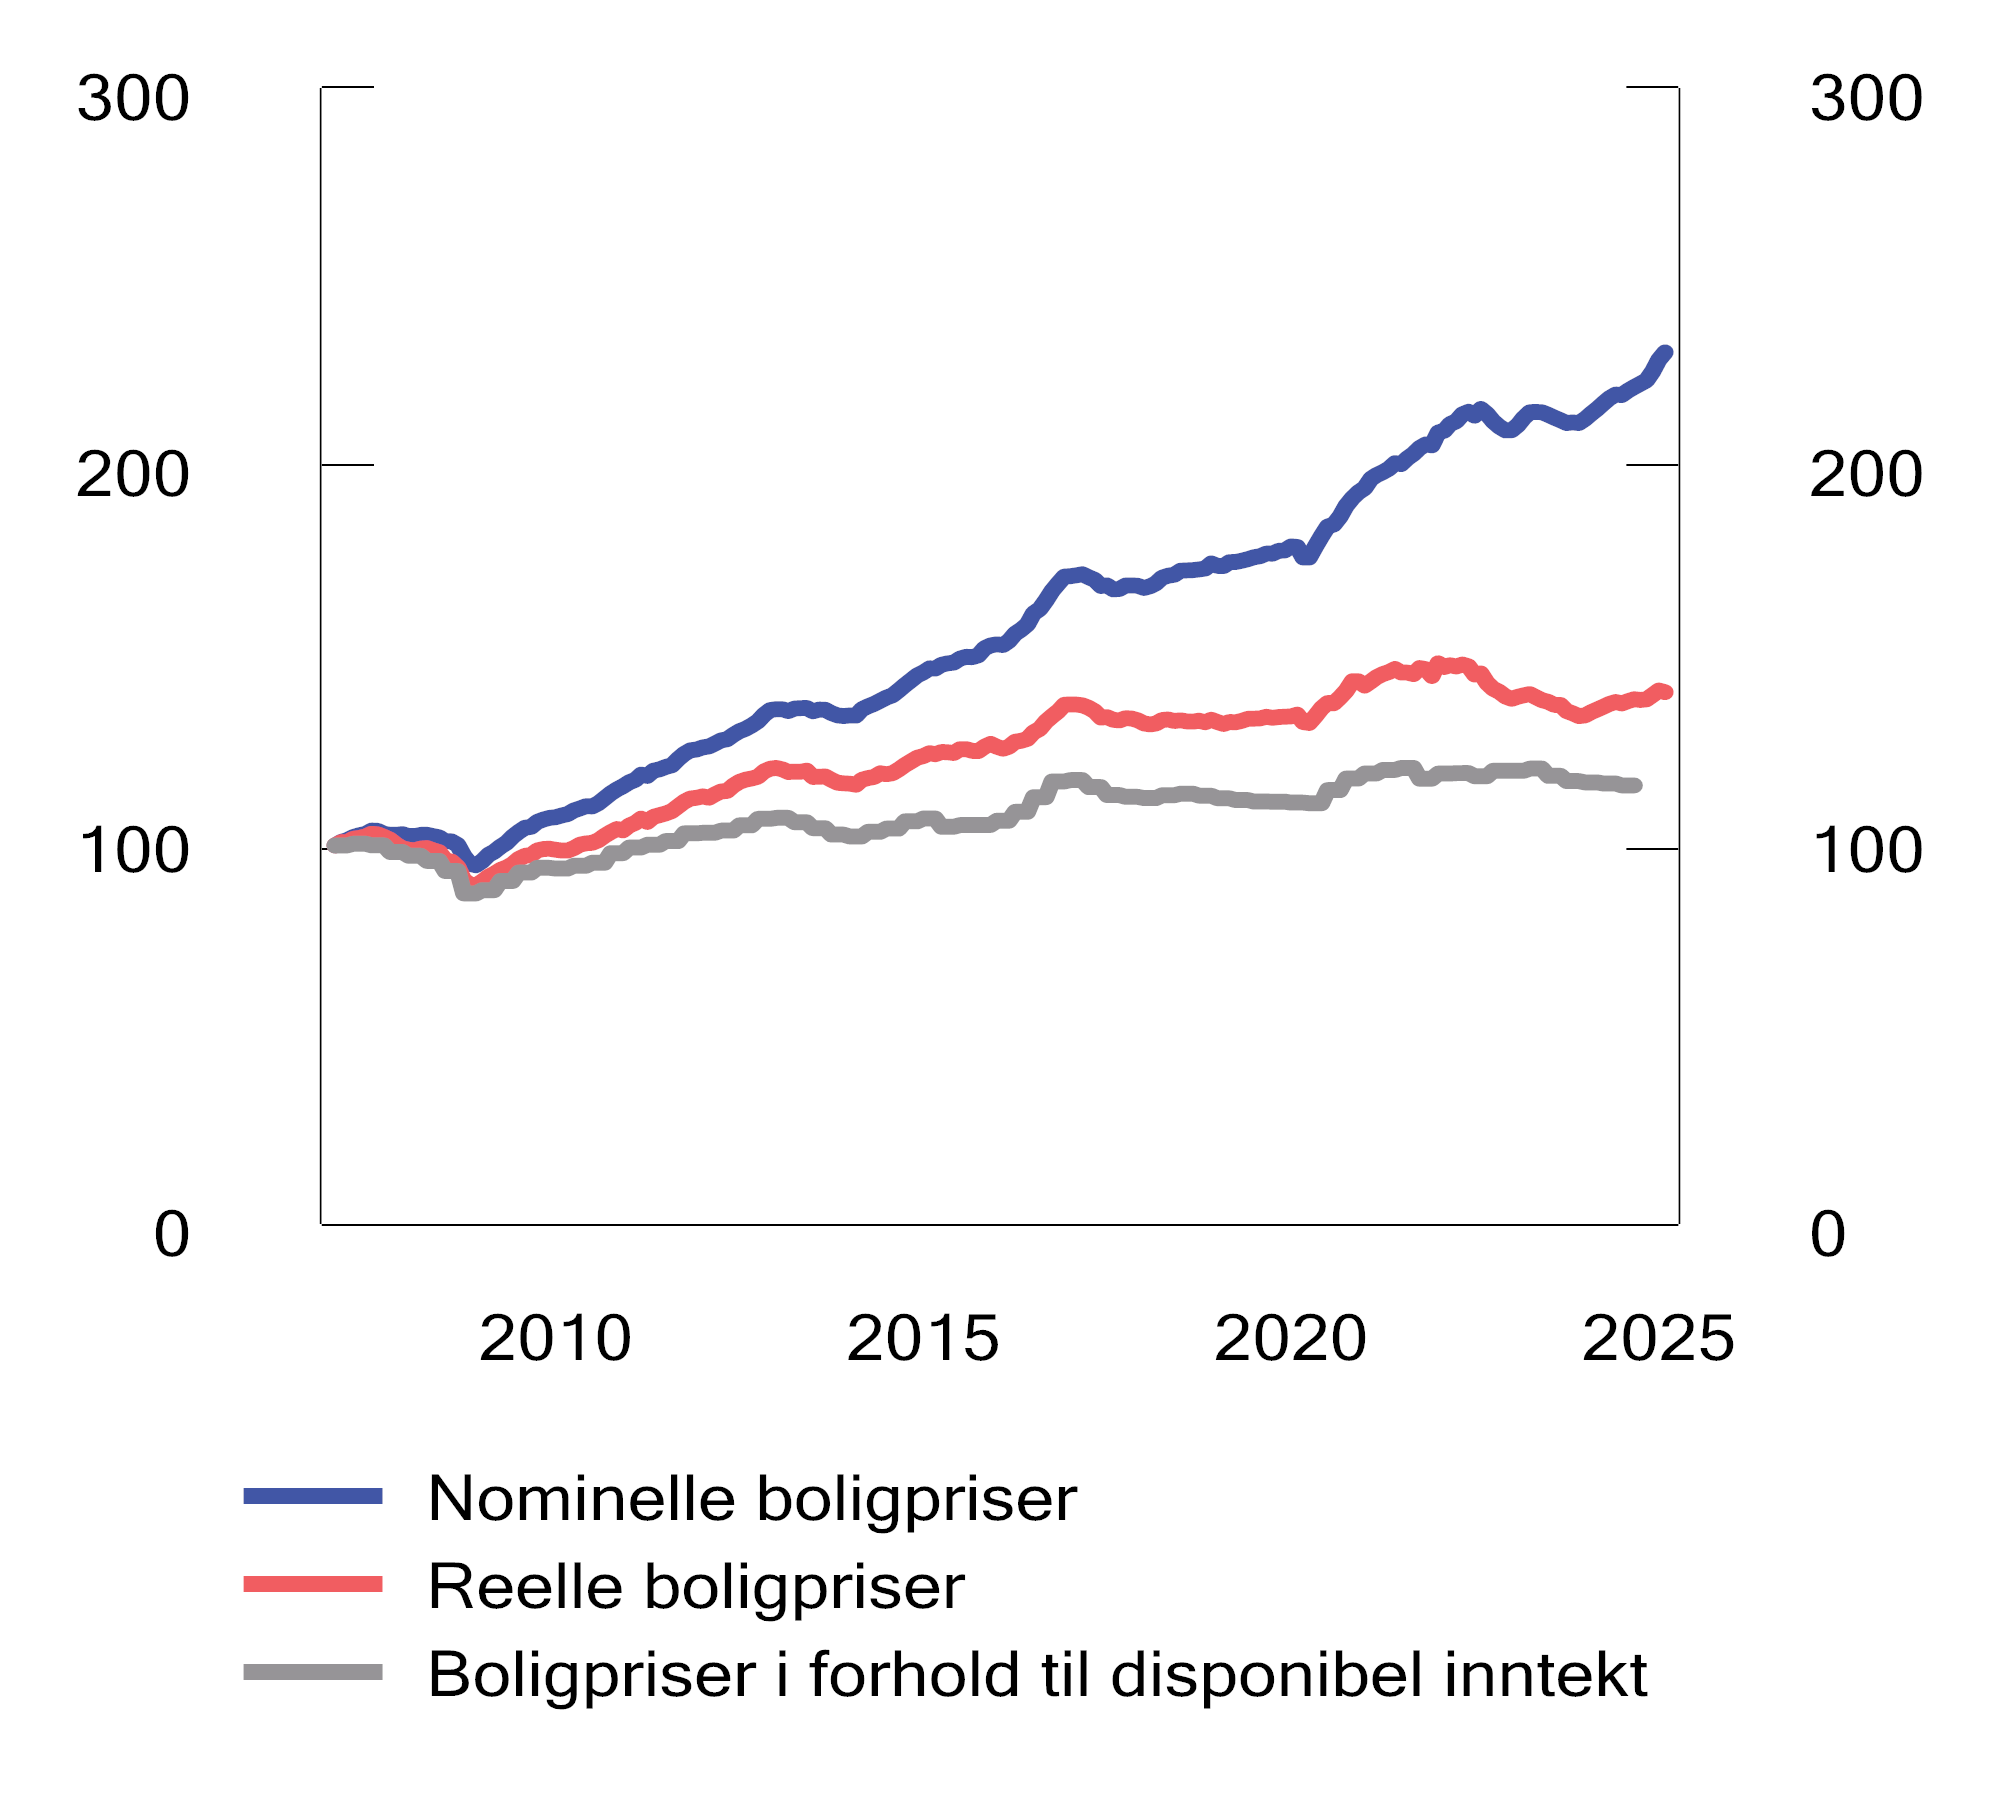 300 300
200 200
100 100
0 0
2010 2015 2020 2025
Nominelle boligpriser
Reelle boligpriser
Boligpriser i forhold til disponibel inntekt